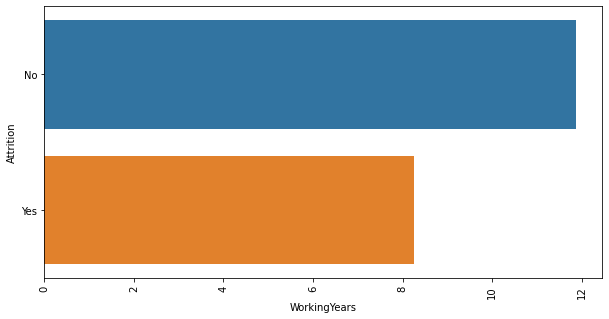 No
Yes
Attrition
0 2 4 6 8 10 12
WorkingYears